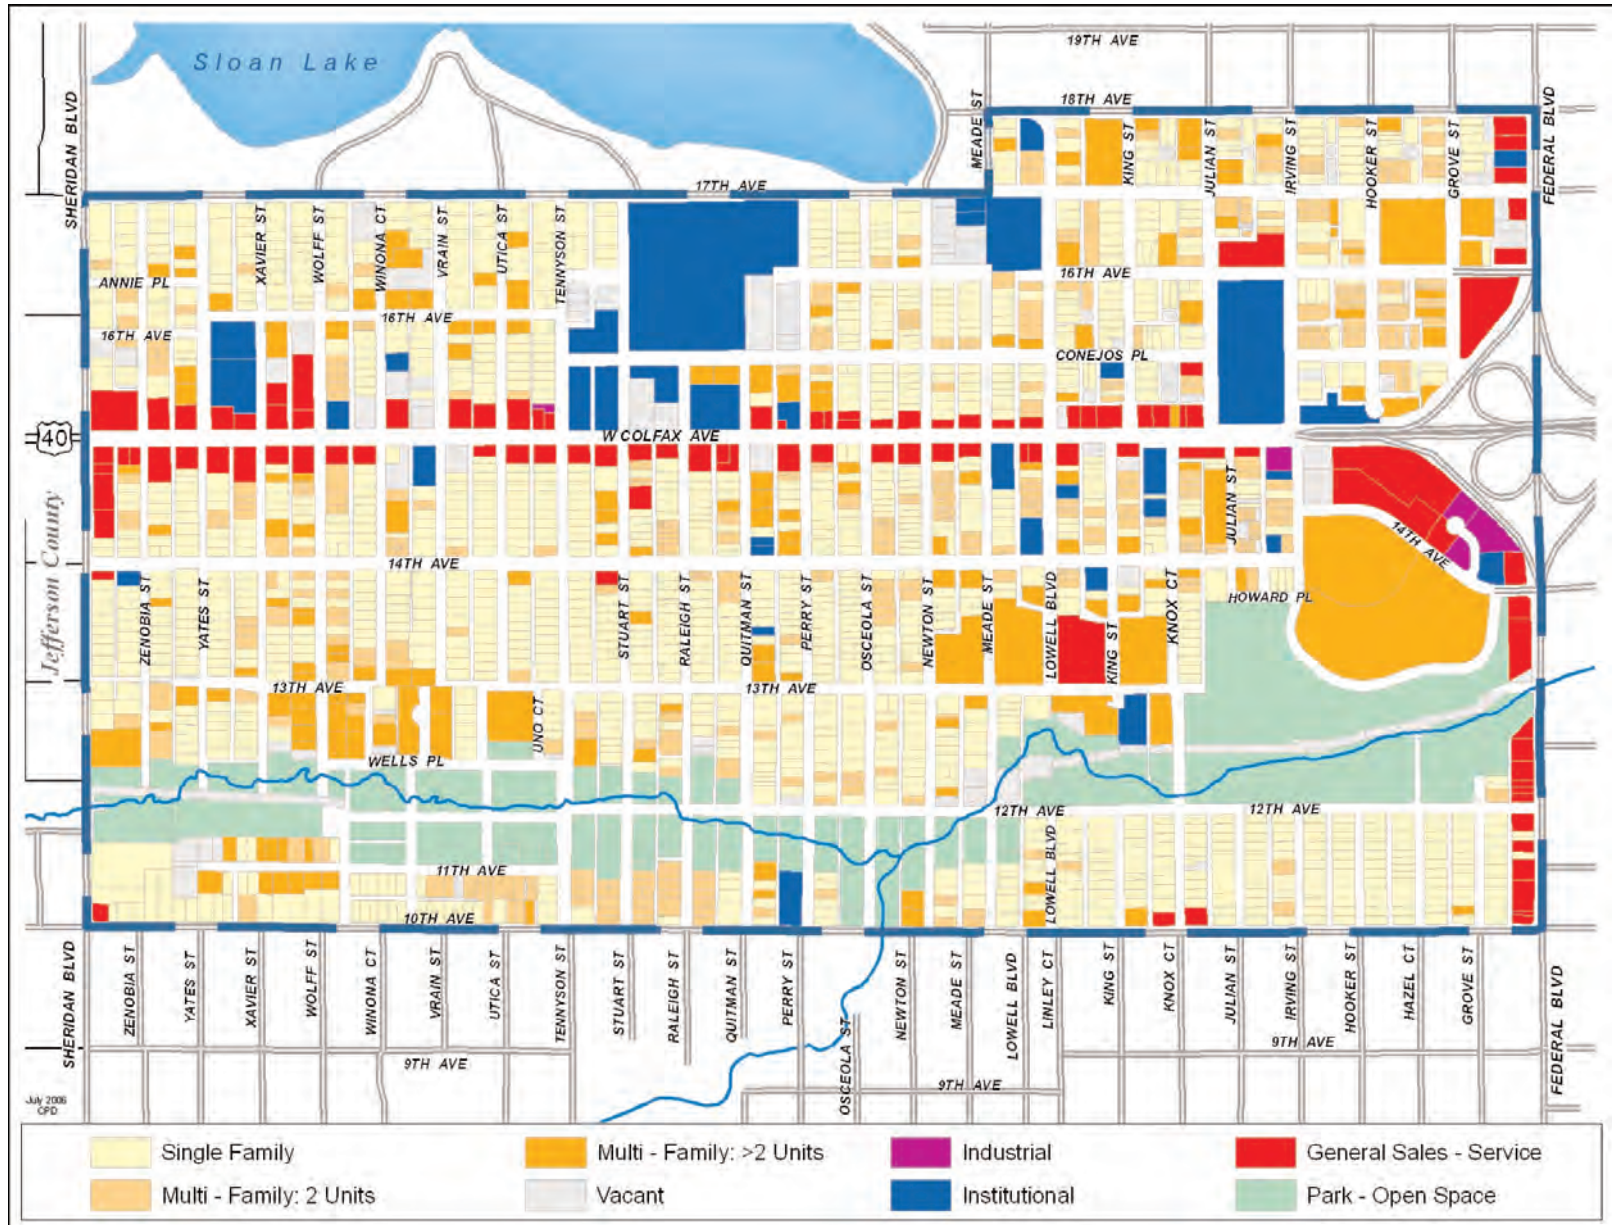 Sloan Lake
19TH AVE
18TH AVE
SHERIDAN BLVD
MEADE ST
KING ST
JULIAN ST
IRVING ST
HOOKER ST
GROVE ST
FEDERAL BLVD
17TH AVE
XAVIER ST
WOLFF ST
WINONA CT
VRAIN ST
UTICA ST
TENNYSON ST
ANNIE PL
16TH AVE
16TH AVE
16TH AVE
CONEJOS PL
40
W COLFAX AVE
Jefferson County
JULIAN ST
14TH AVE
14TH AVE
ZENOBIA ST
YATES ST
STUART ST
RALEIGH ST
QUITMAN ST
PERRY ST
OSCEOLA ST
NEWTON ST
MEADE ST
LOWELL BLVD
KING ST
KNOX CT
HOWARD PL
13TH AVE
13TH AVE
UNO CT
WELLS PL
12TH AVE
12TH AVE
LOWELL BLVD
11TH AVE
10TH AVE
SHERIDAN BLVD
ZENOBIA ST
YATES ST
XAVIER ST
WOLFF ST
WINONA CT
VRAIN ST
UTICA ST
TENNYSON ST
STUART ST
RALEIGH ST
QUITMAN ST
PERRY ST
OSCEOLA ST
NEWTON ST
MEADE ST
LOWELL BLVD
LINLEY CT
KING ST
KNOX CT
JULIAN ST
IRVING ST
HOOKER ST
HAZEL CT
GROVE ST
FEDERAL BLVD
9TH AVE
9TH AVE
9TH AVE
July 2006
CPD
Single Family
Multi - Family: >2 Units
Industrial
General Sales - Service
Multi - Family: 2 Units
Vacant
Institutional
Park - Open Space